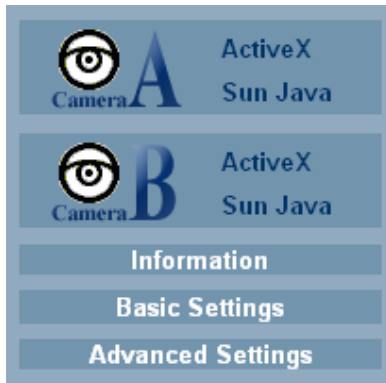 ActiveX
Camera A
Sun Java
ActiveX
Camera B
Sun Java
Information
Basic Settings
Advanced Settings